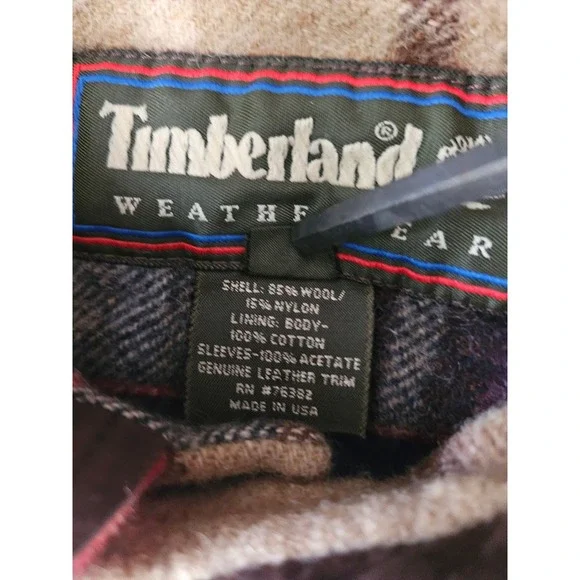 Timberland®
WEATHE EAR
SHELL: 85% WOOL/
15% NYLON
LINING: BODY-
100% COTTON
SLEEVES-100% ACETATE
GENUINE LEATHER TRIM
RN #76382
MADE IN USA